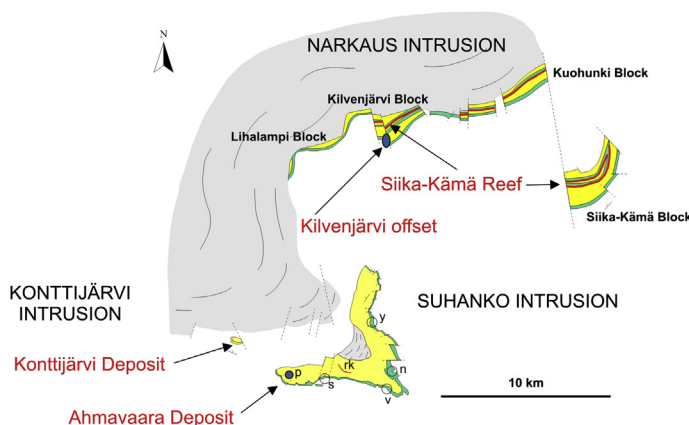 N
NARKAUS INTRUSION
Kuohunki Block
Kilvenjärvi Block
Lihalampi Block
Siika-Kämä Reef
Siika-Kämä Block
Kilvenjärvi offset
KONTTIJÄRVI
INTRUSION
SUHANKO INTRUSION
y
Konttijärvi Deposit
rk
p
s
n
v
10 km
Ahmavaara Deposit